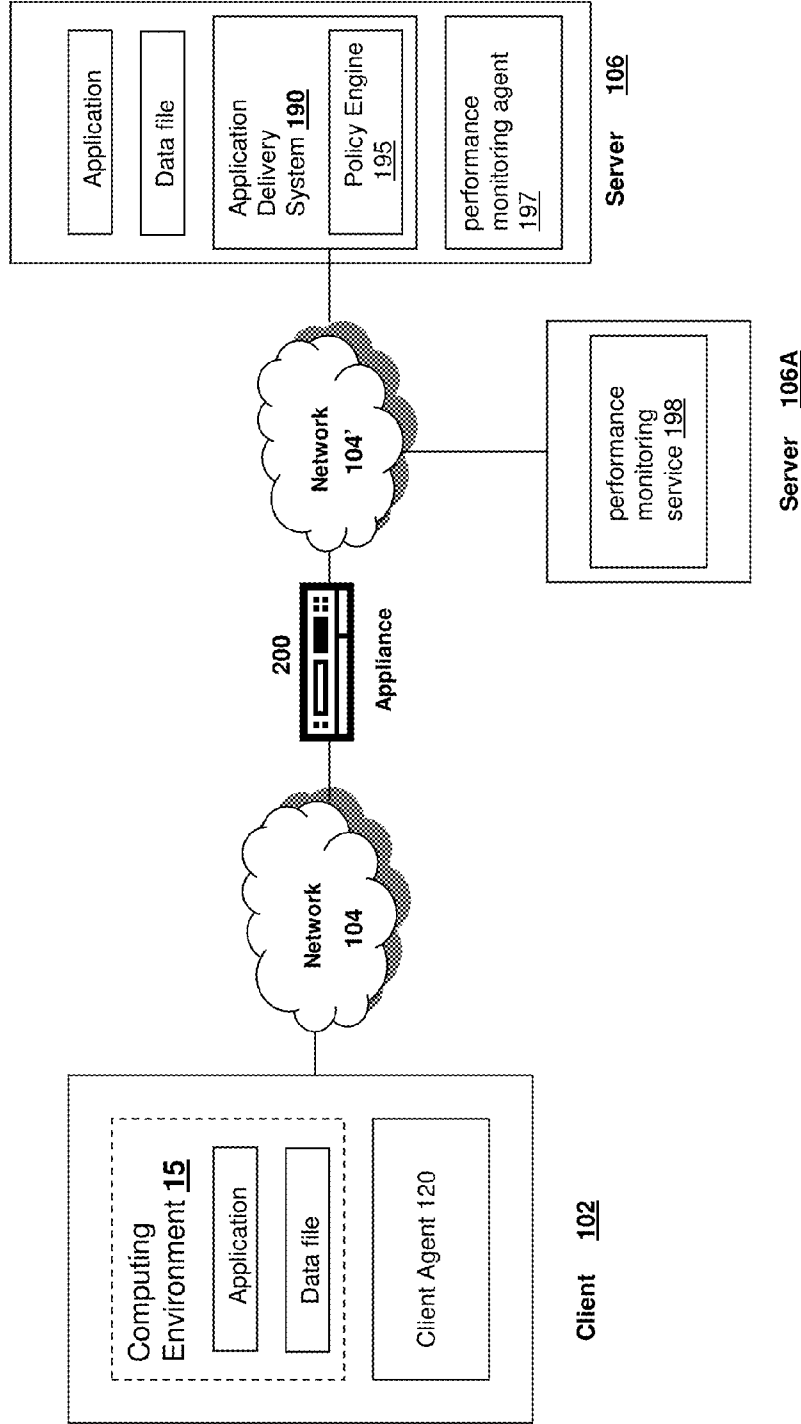 Computing
Environment 15
Application
Data file
Client Agent 120
Client 102
Network
104
200
Appliance
Network
104'
Application
Data file
Application
Delivery
System 190
Policy Engine
195
performance
monitoring agent
197
Server 106
performance
monitoring
service 198
Server 106A